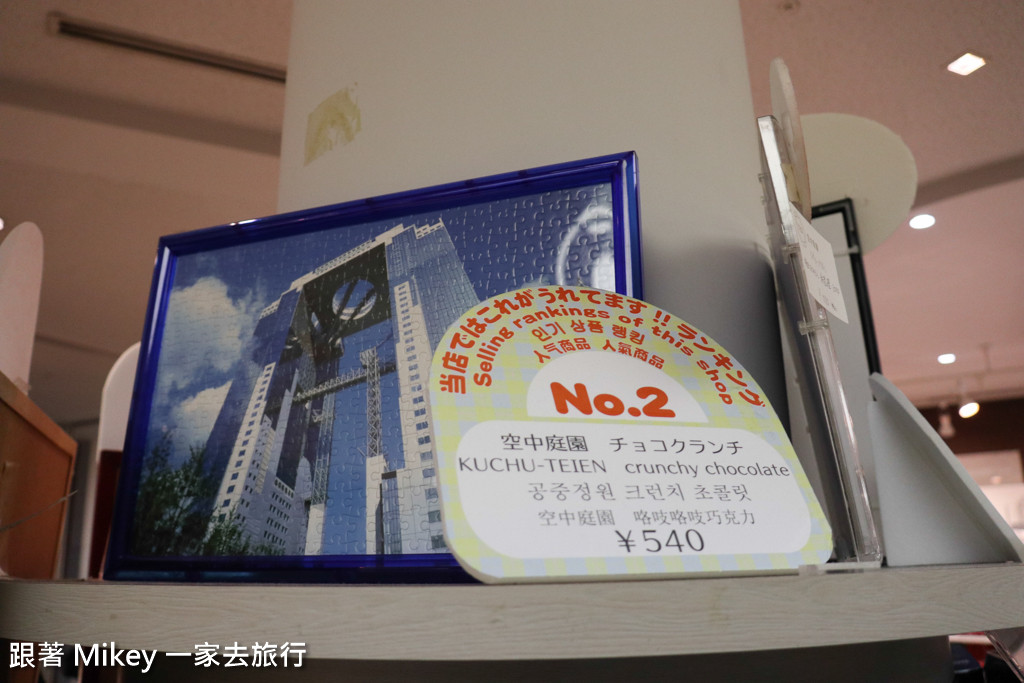 当店ではこれがうれてます!! ランキング
Selling rankings of this shop
인기 상품 랭킹
人气商品 人氣商品
No.2
空中庭園 チョコクランチ
KUCHU-TEIEN crunchy chocolate
공중정원 크런치 초콜릿
空中庭園 咯吱咯吱巧克力
¥540
跟著 Mikey 一家去旅行